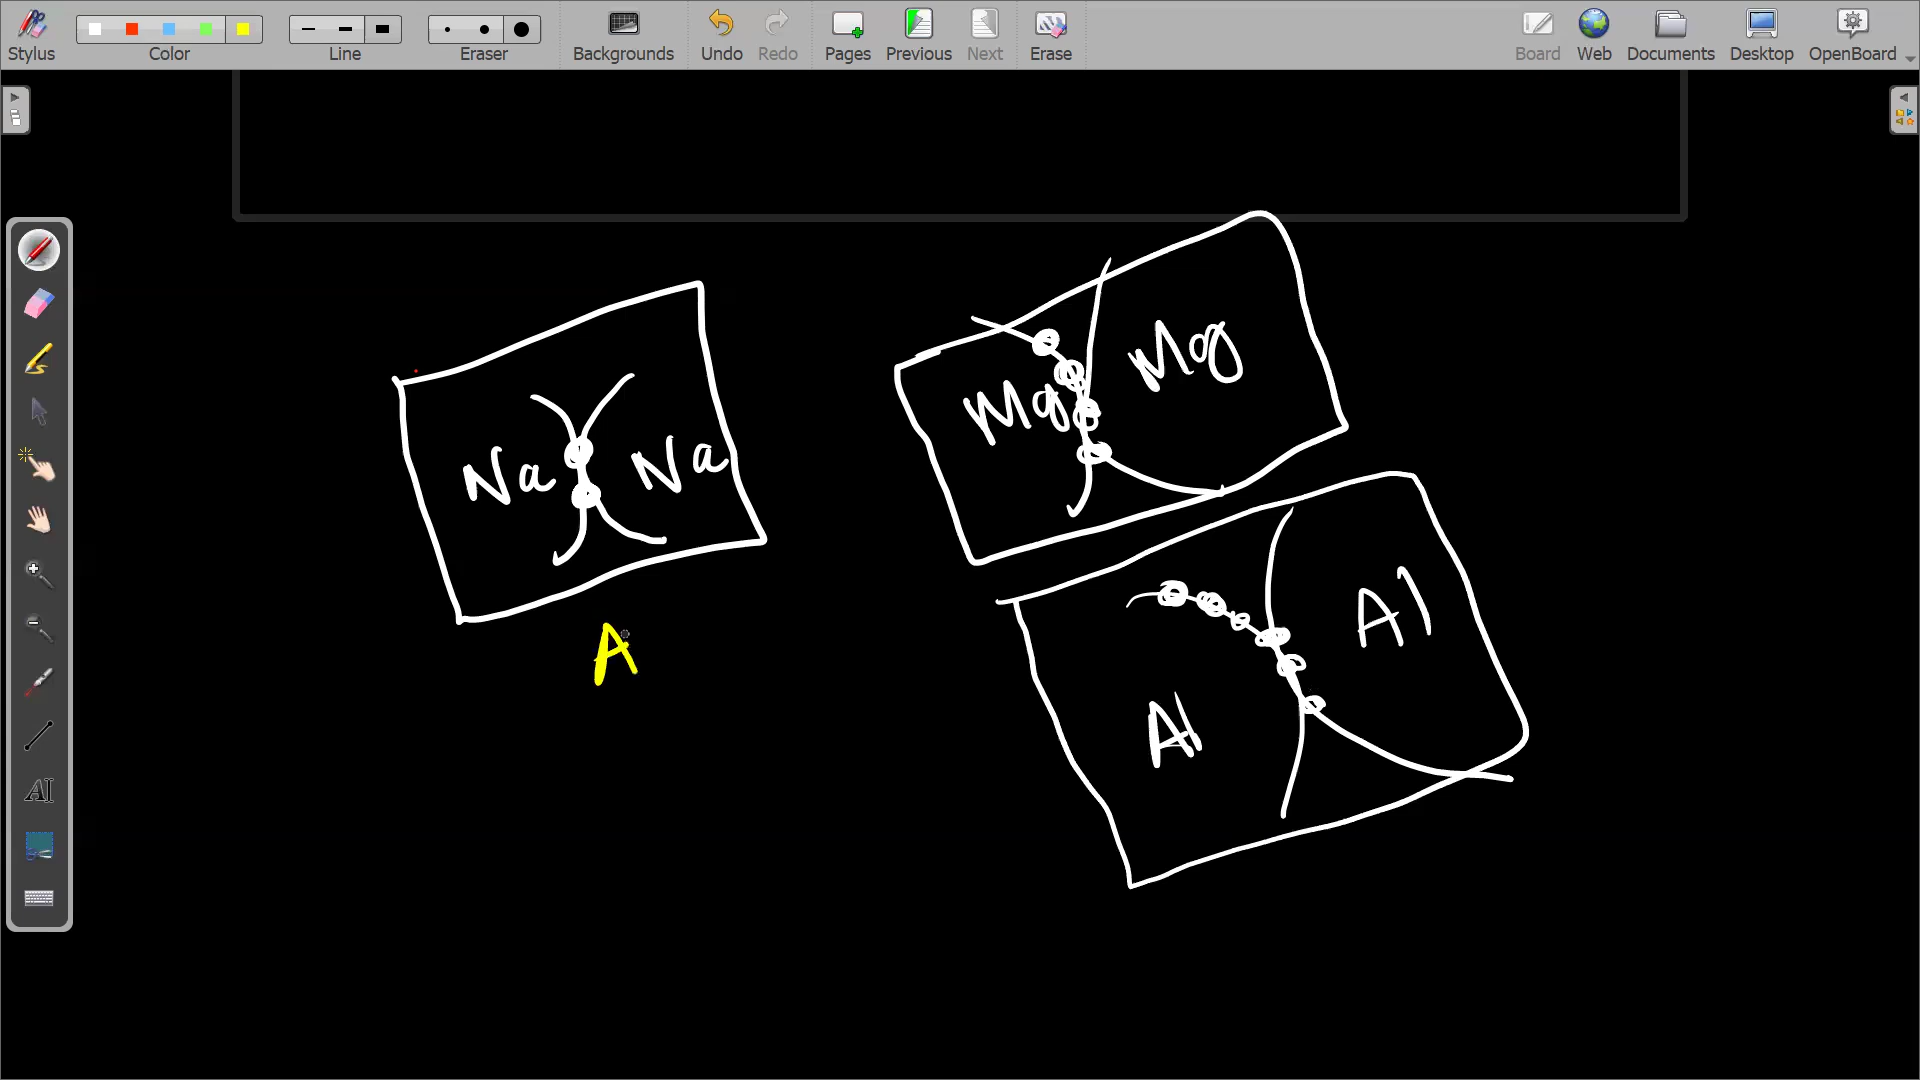 Stylus Color Line Eraser Backgrounds Undo Redo Pages Previous Next Erase Board Web Documents Desktop OpenBoard
Na Na
A
Mg Mg
Al Al
AI